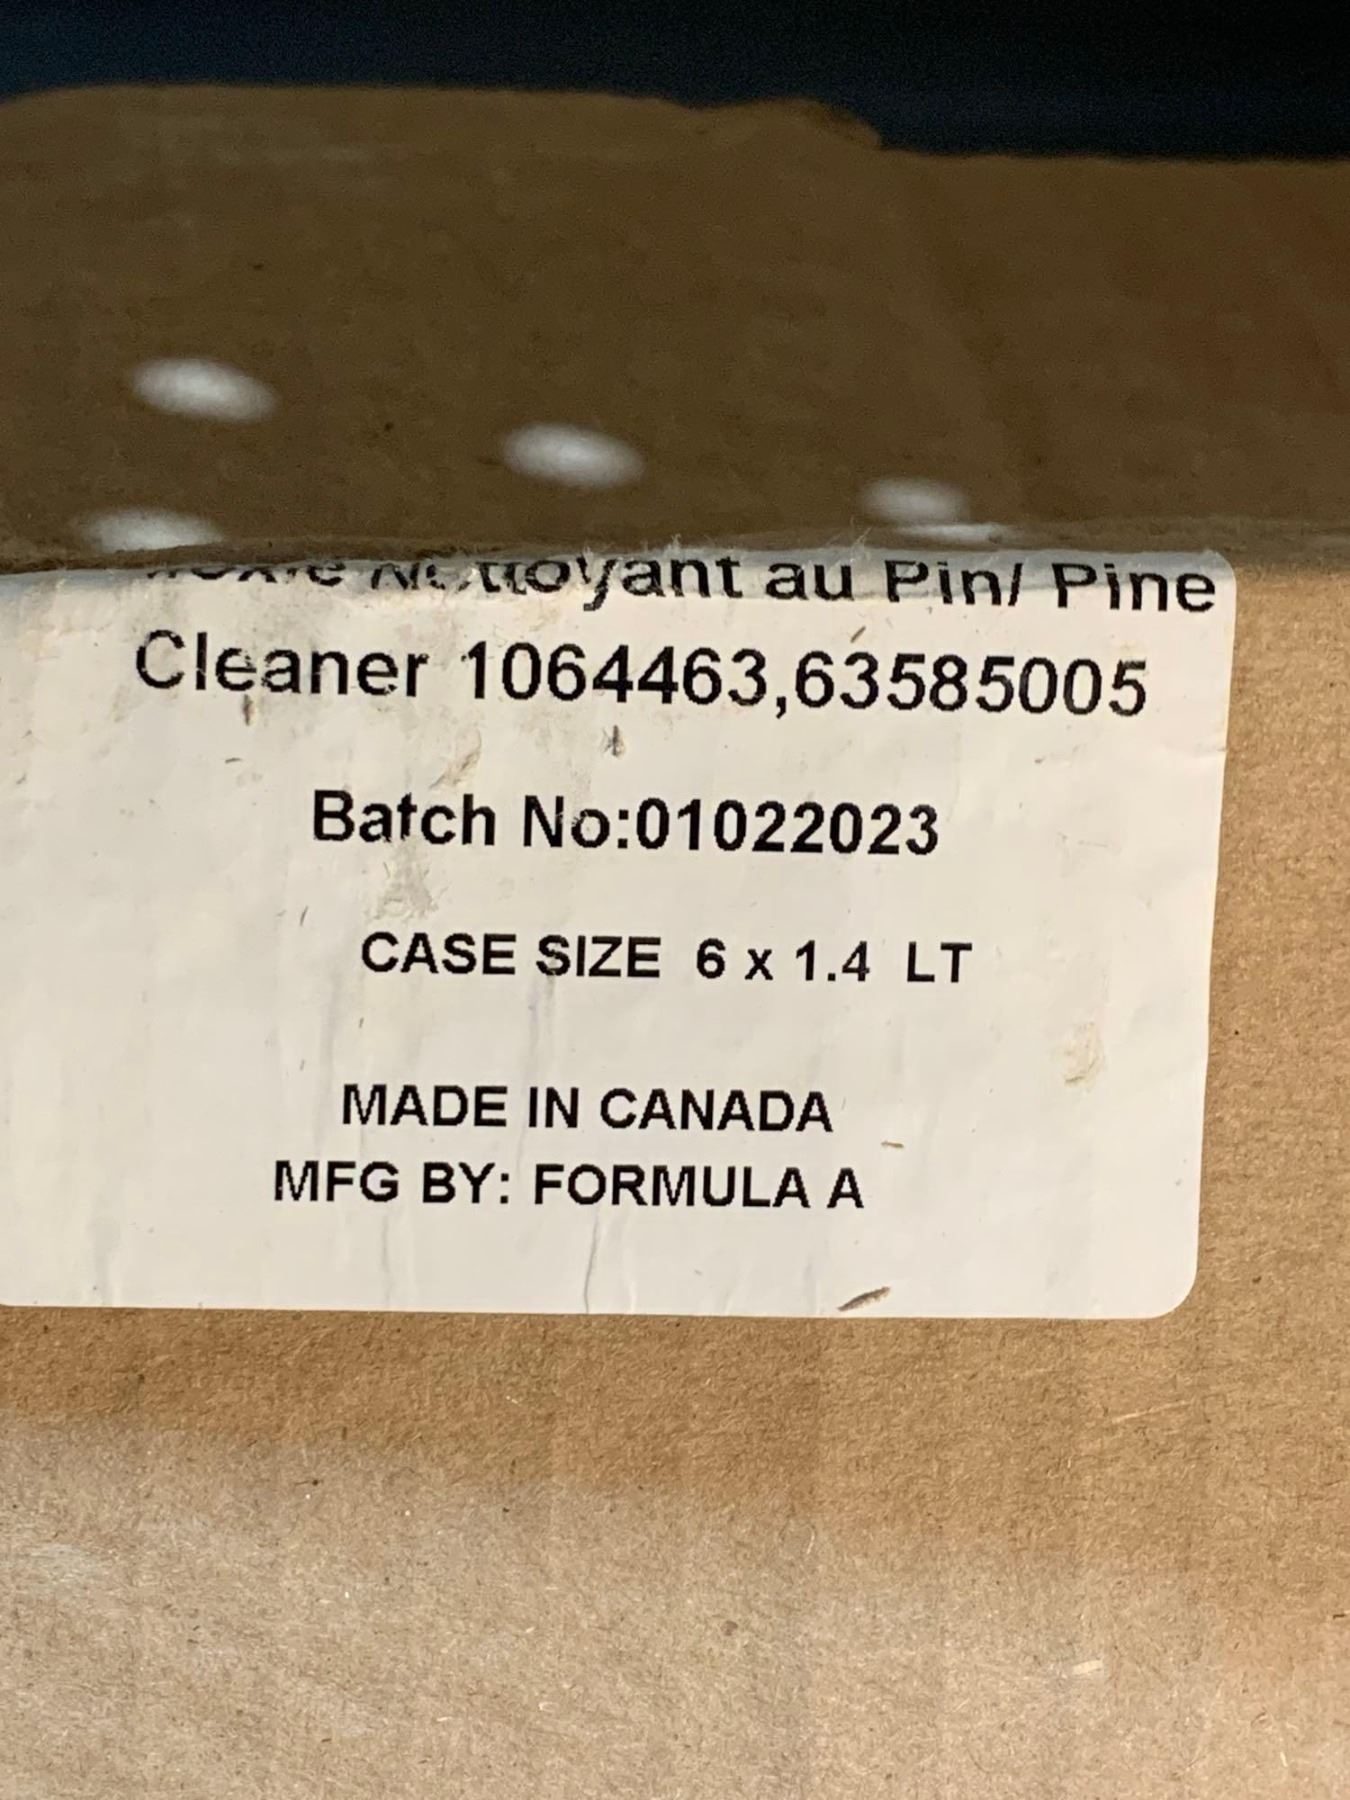 Nettoyant au Pin/ Pine
Cleaner 1064463,63585005
Batch No:01022023
CASE SIZE 6 x 1.4 LT
MADE IN CANADA
MFG BY: FORMULA A